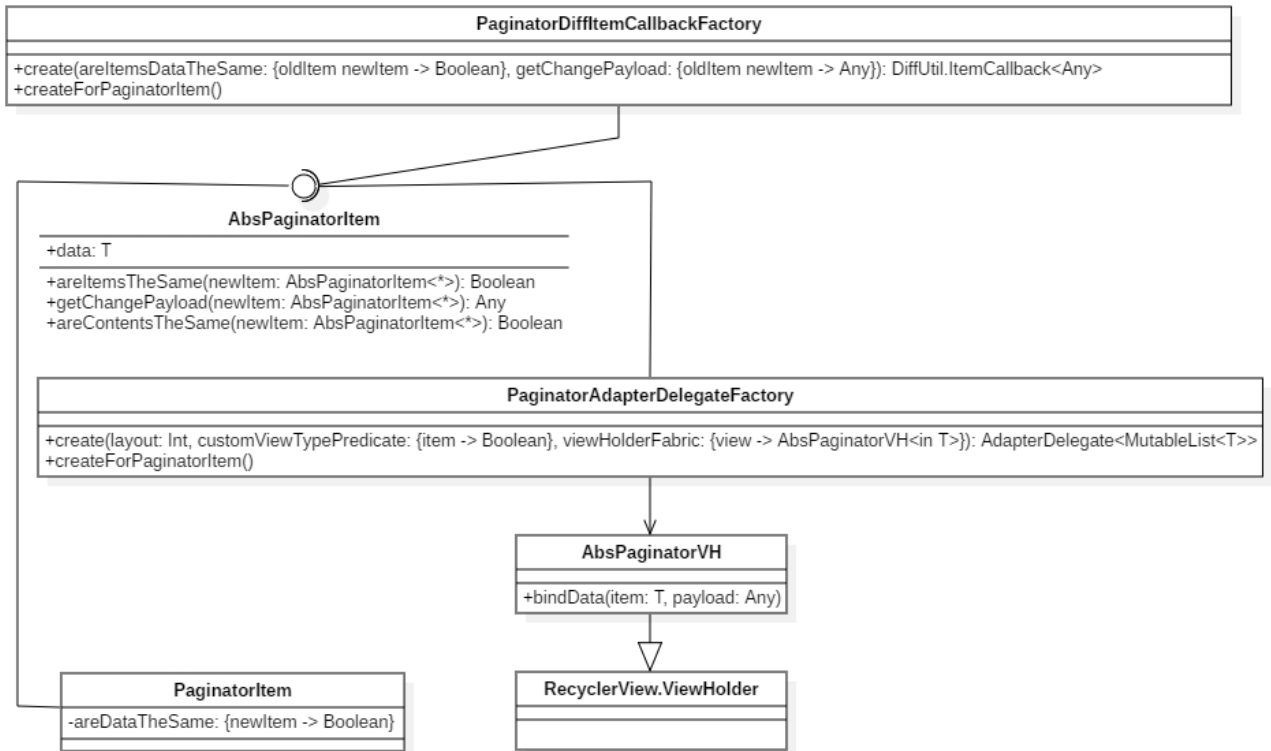 PaginatorDiffItemCallbackFactory
+create(areItemsDataTheSame: {oldItem newItem -> Boolean}, getChangePayload: {oldItem newItem -> Any}): DiffUtil.ItemCallback<Any>
+createForPaginatorItem()
AbsPaginatorItem
+data: T
+areItemsTheSame(newItem: AbsPaginatorItem<*>): Boolean
+getChangePayload(newItem: AbsPaginatorItem<*>): Any
+areContentsTheSame(newItem: AbsPaginatorItem<*>): Boolean
PaginatorAdapterDelegateFactory
+create(layout: Int, customViewTypePredicate: {item -> Boolean}, viewHolderFabric: {view -> AbsPaginatorVH<in T>}): AdapterDelegate<MutableList<T>>
+createForPaginatorItem()
AbsPaginatorVH
+bindData(item: T, payload: Any)
PaginatorItem
-areDataTheSame: {newItem -> Boolean}
RecyclerView.ViewHolder